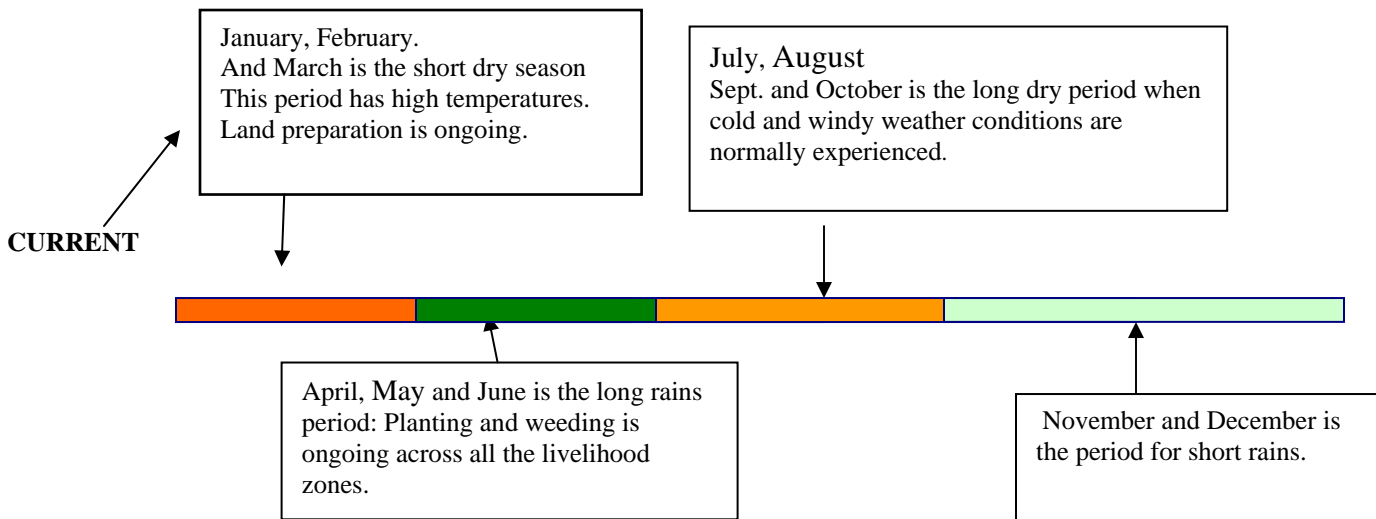 January, February.
And March is the short dry season
This period has high temperatures.
Land preparation is ongoing.
July, August
Sept. and October is the long dry period when
cold and windy weather conditions are
normally experienced.
CURRENT
April, May and June is the long rains
period: Planting and weeding is
ongoing across all the livelihood
zones.
November and December is
the period for short rains.